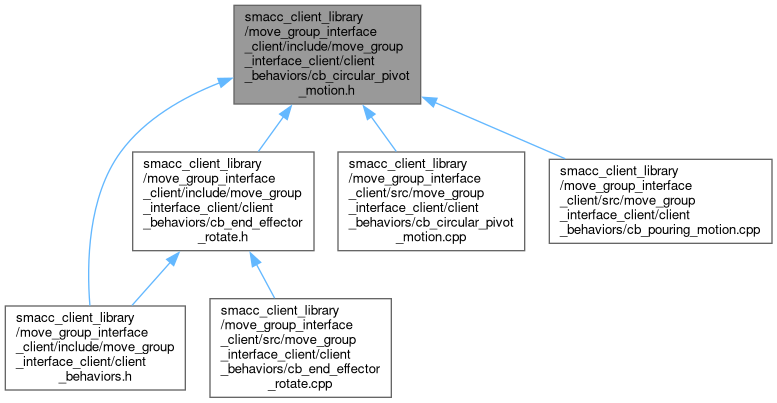 smacc_client_library
/move_group_interface
_client/include/move_group
_interface_client/client
_behaviors/cb_circular_pivot
_motion.h
smacc_client_library
/move_group_interface
_client/include/move_group
_interface_client/client
_behaviors/cb_end_effector
_rotate.h
smacc_client_library
/move_group_interface
_client/src/move_group
_interface_client/client
_behaviors/cb_circular_pivot
_motion.cpp
smacc_client_library
/move_group_interface
_client/src/move_group
_interface_client/client
_behaviors/cb_pouring_motion.cpp
smacc_client_library
/move_group_interface
_client/include/move_group
_interface_client/client
_behaviors.h
smacc_client_library
/move_group_interface
_client/src/move_group
_interface_client/client
_behaviors/cb_end_effector
_rotate.cpp